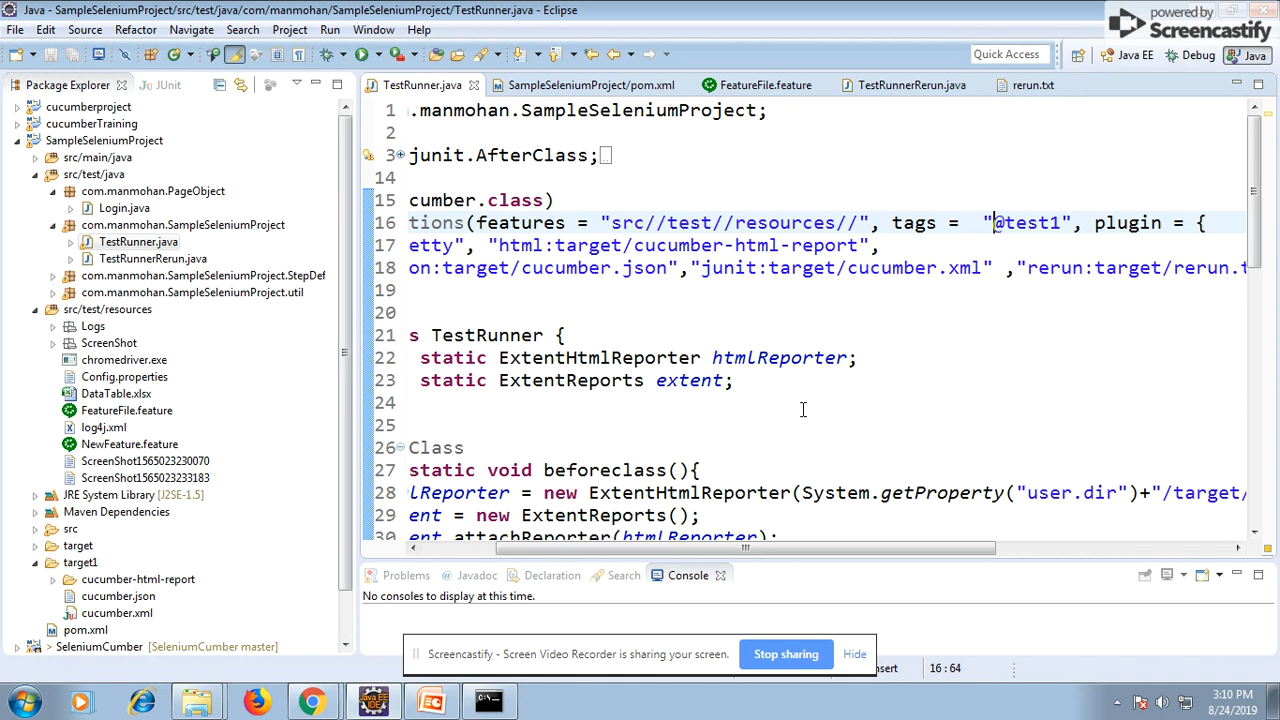 Java - SampleSeleniumProject/src/test/java/com/manmohan/SampleSeleniumProject/TestRunner.java - Eclipse
powered by
Screencastify
File Edit Source Refactor Navigate Search Project Run Window Help
Quick Access
Java EE
Debug
Java
Package Explorer
JUnit
cucumberproject
cucumberTraining
SampleSeleniumProject
src/main/java
src/test/java
com.manmohan.PageObject
Login.java
com.manmohan.SampleSeleniumProject
TestRunner.java
TestRunnerRerun.java
com.manmohan.SampleSeleniumProject.StepDef
com.manmohan.SampleSeleniumProject.util
src/test/resources
Logs
ScreenShot
chromedriver.exe
Config.properties
DataTable.xlsx
FeatureFile.feature
log4j.xml
NewFeature.feature
ScreenShot1565023230070
ScreenShot1565023233183
JRE System Library [J2SE-1.5]
Maven Dependencies
src
target
target1
cucumber-html-report
cucumber.json
cucumber.xml
pom.xml
> SeleniumCumber [SeleniumCumber master]
TestRunner.java
SampleSeleniumProject/pom.xml
FeatureFile.feature
TestRunnerRerun.java
rerun.txt
1 .manmohan.SampleSeleniumProject;
2
3 junit.AfterClass;
14
15 cumber.class)
16 tions(features = "src//test//resources//", tags =  "@test1", plugin = {
17 etty", "html:target/cucumber-html-report",
18 on:target/cucumber.json","junit:target/cucumber.xml" ,"rerun:target/rerun.t
19
20
21 s TestRunner {
22 static ExtentHtmlReporter htmlReporter;
23 static ExtentReports extent;
24
25
26 Class
27 static void beforeclass(){
28 lReporter = new ExtentHtmlReporter(System.getProperty("user.dir")+"/target/
29 ent = new ExtentReports();
30 ent.attachReporter(htmlReporter);
Problems
Javadoc
Declaration
Search
Console
No consoles to display at this time.
Screencastify - Screen Video Recorder is sharing your screen.
Stop sharing
Hide
16 : 64
3:10 PM
8/24/2019